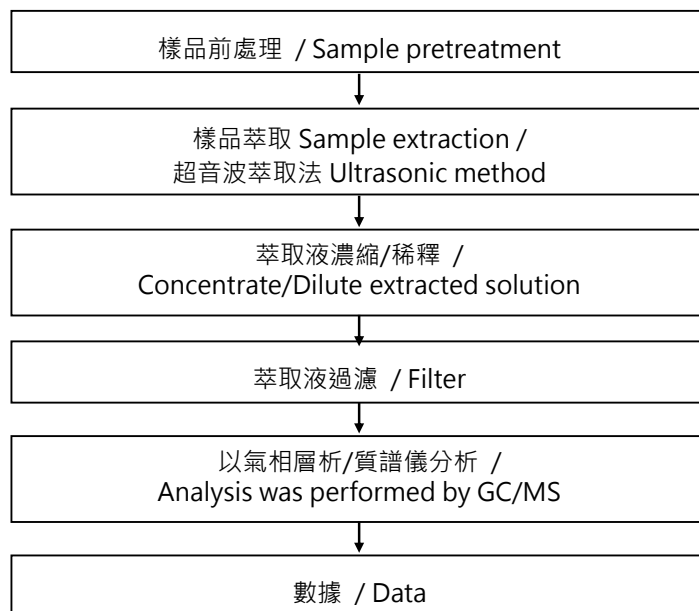 樣品前處理 / Sample pretreatment
樣品萃取 Sample extraction /
超音波萃取法 Ultrasonic method
萃取液濃縮/稀釋 /
Concentrate/Dilute extracted solution
萃取液過濾 / Filter
以氣相層析/質譜儀分析 /
Analysis was performed by GC/MS
數據 / Data